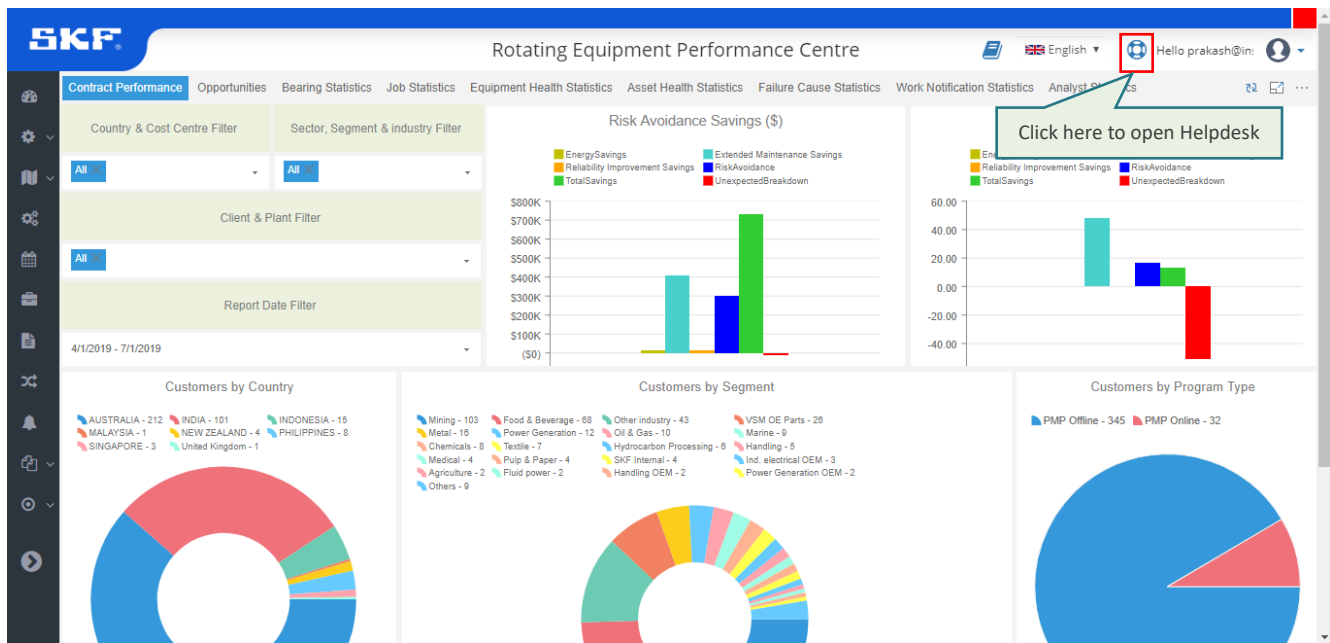 SKF®
Rotating Equipment Performance Centre
English
Hello prakash@in:
Contract Performance Opportunities Bearing Statistics Job Statistics Equipment Health Statistics Asset Health Statistics Failure Cause Statistics Work Notification Statistics Analyst
Click here to open Helpdesk
Country & Cost Centre Filter
Sector, Segment & industry Filter
All
All
Client & Plant Filter
All
Report Date Filter
4/1/2019 - 7/1/2019
Risk Avoidance Savings ($)
EnergySavings Extended Maintenance Savings
Reliability Improvement Savings RiskAvoidance
TotalSavings UnexpectedBreakdown
$800K
$700K
$600K
$500K
$400K
$300K
$200K
$100K
($0)
Reliability Improvement Savings RiskAvoidance
TotalSavings UnexpectedBreakdown
60.00
40.00
20.00
0.00
-20.00
-40.00
Customers by Country
AUSTRALIA - 212 INDIA - 101 INDONESIA - 15
MALAYSIA - 1 NEW ZEALAND - 4 PHILIPPINES - 8
SINGAPORE - 3 United Kingdom - 1
Customers by Segment
Mining - 103 Food & Beverage - 68 Other industry - 43 VSM OE Parts - 26
Metal - 16 Power Generation - 12 Oil & Gas - 10 Marine - 9
Chemicals - 8 Textile - 7 Hydrocarbon Processing - 6 Handling - 5
Medical - 4 Pulp & Paper - 4 SKF Internal - 4 Ind. electrical OEM - 3
Agriculture - 2 Fluid power - 2 Handling OEM - 2 Power Generation OEM - 2
Others - 9
Customers by Program Type
PMP Offline - 345 PMP Online - 32